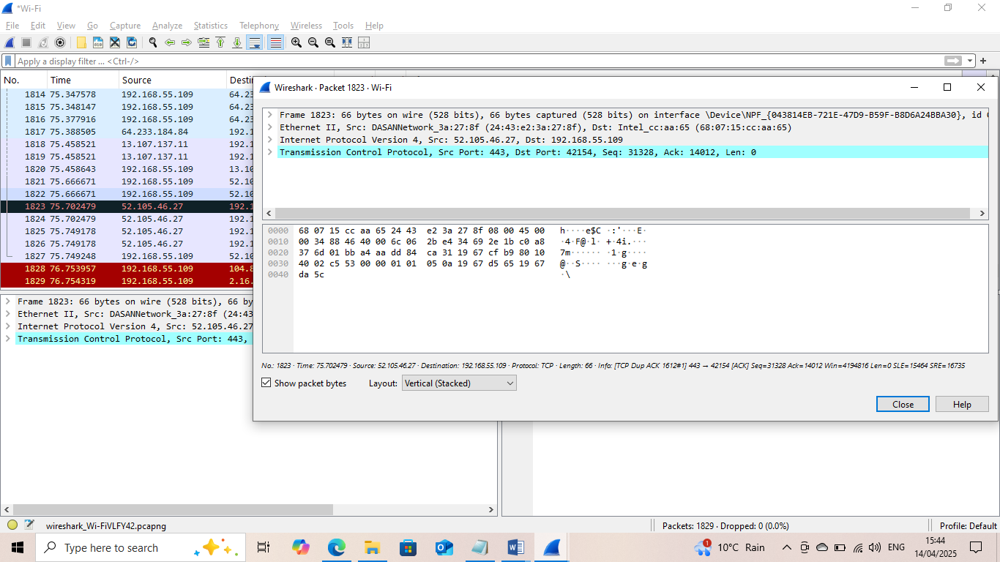 *Wi-Fi
File Edit View Go Capture Analyze Statistics Telephony Wireless Tools Help
Apply a display filter ... <Ctrl-/>
No. Time Source Desti
1814 75.347578 192.168.55.109 64.23
1815 75.348147 192.168.55.109 64.23
1816 75.377916 192.168.55.109 64.23
1817 75.388505 64.233.184.84 192.1
1818 75.458521 13.107.137.11 192.1
1819 75.458521 13.107.137.11 192.1
1820 75.458643 192.168.55.109 13.10
1821 75.666671 192.168.55.109 52.10
1822 75.666671 192.168.55.109 52.10
1823 75.702479 52.105.46.27 192.1
1824 75.702479 52.105.46.27 192.1
1825 75.749178 52.105.46.27 192.1
1826 75.749178 52.105.46.27 192.1
1827 75.749248 192.168.55.109 52.10
1828 76.753957 192.168.55.109 104.8
1829 76.754319 192.168.55.109 2.16.
Frame 1823: 66 bytes on wire (528 bits), 66 by
Ethernet II, Src: DASANNetwork_3a:27:8f (24:43
Internet Protocol Version 4, Src: 52.105.46.27
Transmission Control Protocol, Src Port: 443,
Wireshark · Packet 1823 · Wi-Fi
Frame 1823: 66 bytes on wire (528 bits), 66 bytes captured (528 bits) on interface \Device\NPF_{043814EB-721E-47D9-B59F-B8D6A24BBA30}, id
Ethernet II, Src: DASANNetwork_3a:27:8f (24:43:e2:3a:27:8f), Dst: Intel_cc:aa:65 (68:07:15:cc:aa:65)
Internet Protocol Version 4, Src: 52.105.46.27, Dst: 192.168.55.109
Transmission Control Protocol, Src Port: 443, Dst Port: 42154, Seq: 31328, Ack: 14012, Len: 0
0000 68 07 15 cc aa 65 24 43 e2 3a 27 8f 08 00 45 00 h····e$C ·:'···E·
0010 00 34 88 46 40 00 6c 06 2b e4 34 69 2e 1b c0 a8 ·4·F@·l· +·4i.···
0020 37 6d 01 bb a4 aa dd 84 ca 31 19 67 cf b9 80 10 7m······ ·1·g····
0030 40 02 c5 53 00 00 01 01 05 0a 19 67 d5 65 19 67 @··S···· ···g·e·g
0040 da 5c ·\
No.: 1823 · Time: 75.702479 · Source: 52.105.46.27 · Destination: 192.168.55.109 · Protocol: TCP · Length: 66 · Info: [TCP Dup ACK 1612#1] 443 → 42154 [ACK] Seq=31328 Ack=14012 Win=4194816 Len=0 SLE=15464 SRE=16735
Show packet bytes Layout: Vertical (Stacked)
Close Help
wireshark_Wi-FiVLFY42.pcapng Packets: 1829 · Dropped: 0 (0.0%) Profile: Default
Type here to search 1 10°C Rain ENG 15:44
14/04/2025